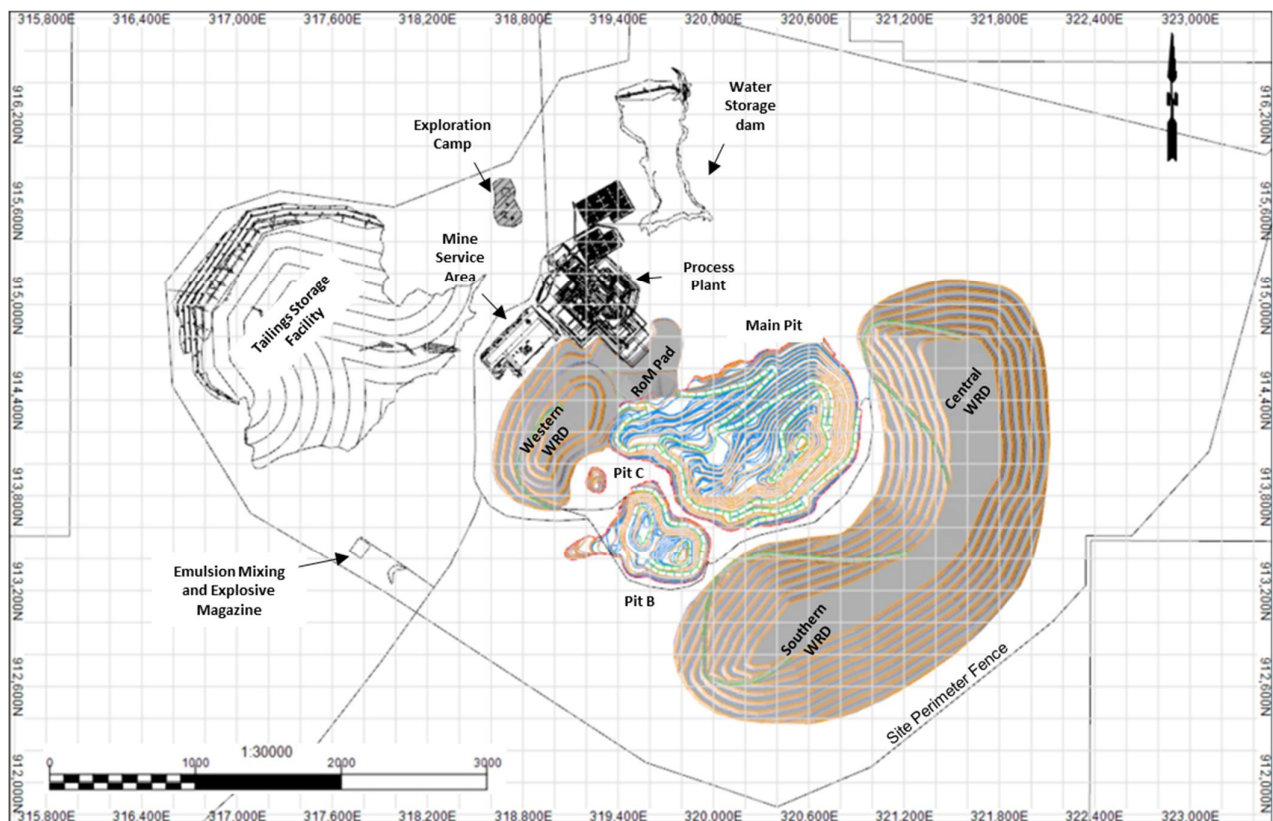 315,800E 316,400E 317,000E 317,600E 318,200E 318,800E 319,400E 320,000E 320,600E 321,200E 321,800E 322,400E 323,000E
916,200N
916,200N
N
Water
Storage
dam
Exploration
Camp
915,600N
915,600N
Mine
Service
Area
Process
Plant
915,000N
915,000N
Tailings Storage
Facility
Main Pit
RoM Pad
914,400N
914,400N
Western
WRD
Central
WRD
Pit C
913,800N
913,800N
Emulsion Mixing
and Explosive
Magazine
913,200N
913,200N
Pit B
Southern
WRD
912,600N
912,600N
Site Perimeter Fence
1:30000
0 1000 2000 3000
912,000N
912,000N
315,800E 316,400E 317,000E 317,600E 318,200E 318,800E 319,400E 320,000E 320,600E 321,200E 321,800E 322,400E 323,000E